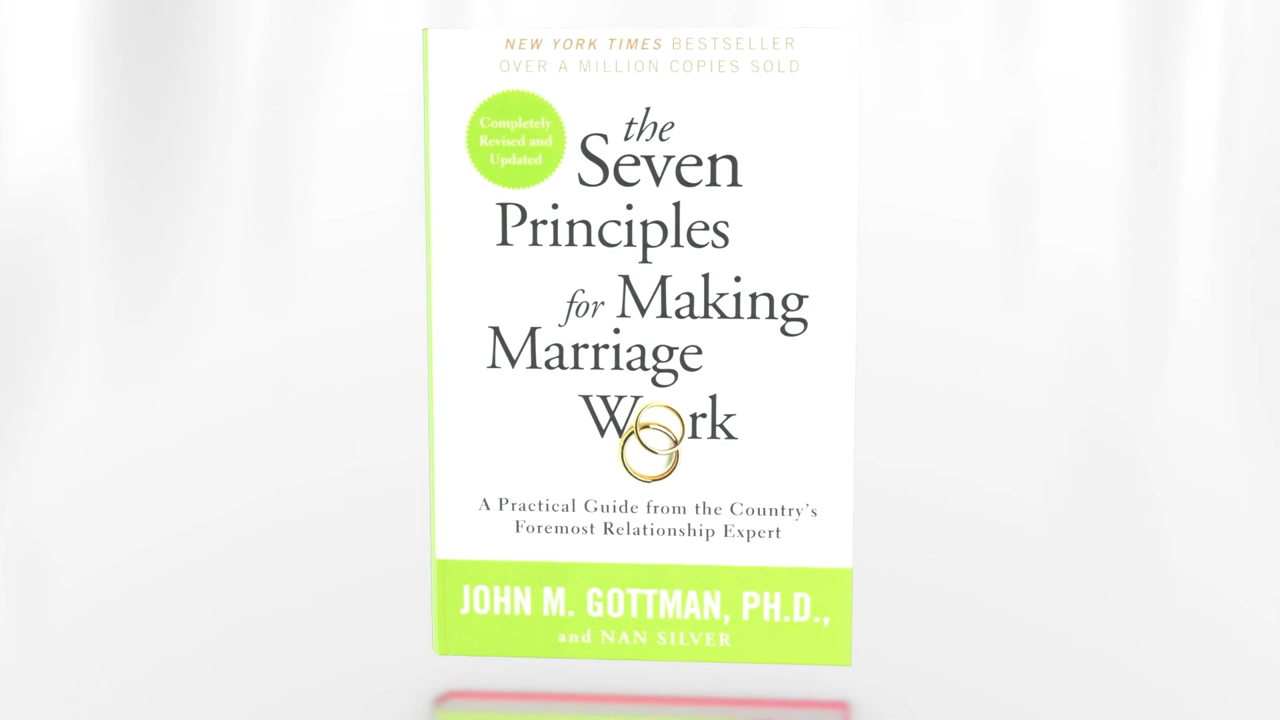 NEW YORK TIMES BESTSELLER
OVER A MILLION COPIES SOLD
Completely
Revised and
Updated
the
Seven
Principles
for Making
Marriage
Work
A Practical Guide from the Country's
Foremost Relationship Expert
JOHN M. GOTTMAN, PH.D.,
and NAN SILVER